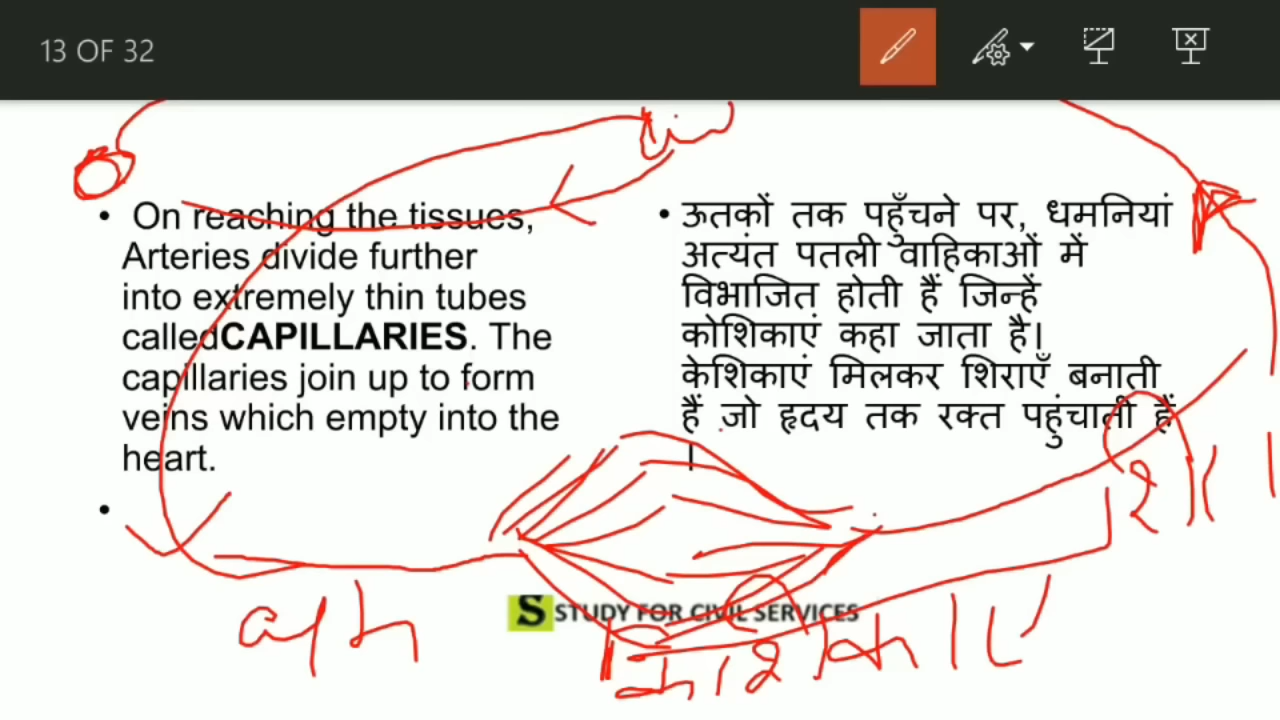 13 OF 32
• On reaching the tissues,
Arteries divide further
into extremely thin tubes
calledCAPILLARIES. The
capillaries join up to form
veins which empty into the
heart.
•
• ऊतकों तक पहुँचने पर, धमनियां
अत्यंत पतली वाहिकाओं में
विभाजित होती हैं जिन्हें
कोशिकाएं कहा जाता है।
केशिकाएं मिलकर शिराएँ बनाती
हैं जो हृदय तक रक्त पहुंचाती हैं
।
S STUDY FOR CIVIL SERVICES